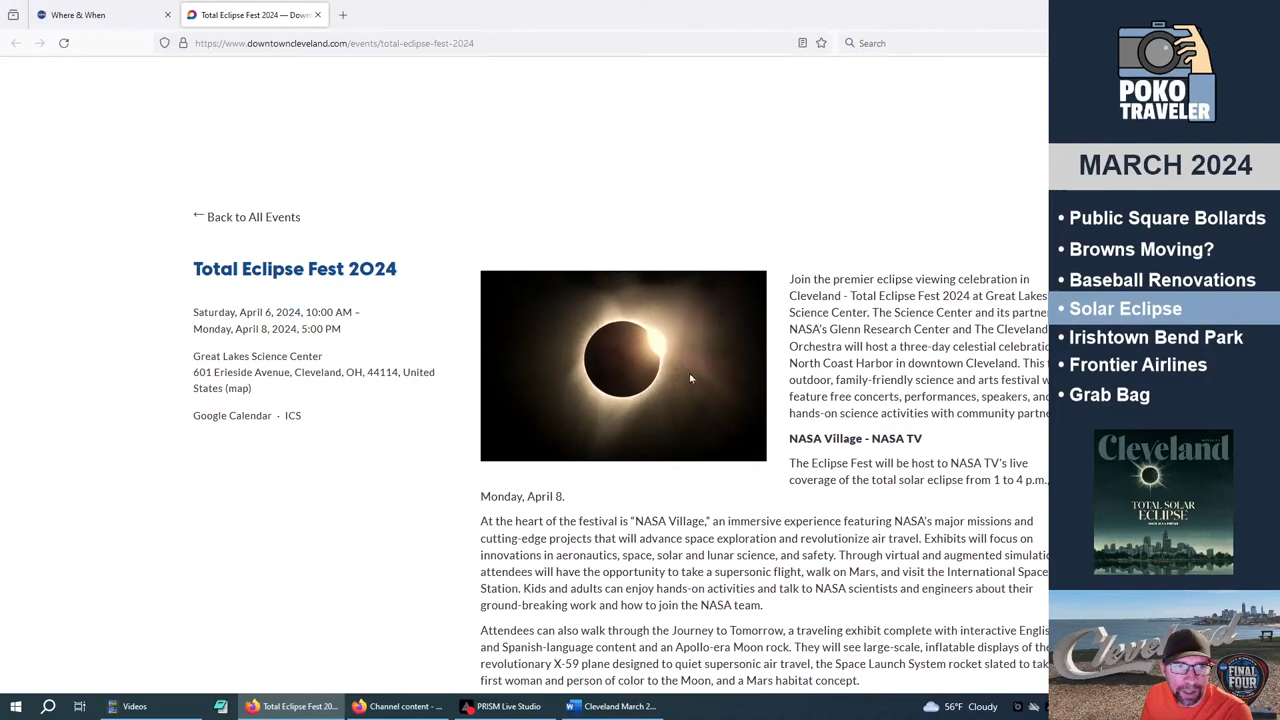 Where & When
Total Eclipse Fest 2024 — Down
https://www.downtowncleveland.com/events/total-eclipse-fest-2024
Search
← Back to All Events
Total Eclipse Fest 2024
Saturday, April 6, 2024, 10:00 AM –
Monday, April 8, 2024, 5:00 PM
Great Lakes Science Center
601 Erieside Avenue, Cleveland, OH, 44114, United
States (map)
Google Calendar · ICS
Join the premier eclipse viewing celebration in
Cleveland - Total Eclipse Fest 2024 at Great Lakes
Science Center. The Science Center and its partne
NASA's Glenn Research Center and The Cleveland
Orchestra will host a three-day celestial celebratio
North Coast Harbor in downtown Cleveland. This
outdoor, family-friendly science and arts festival w
feature free concerts, performances, speakers, and
hands-on science activities with community partne
NASA Village - NASA TV
The Eclipse Fest will be host to NASA TV's live
coverage of the total solar eclipse from 1 to 4 p.m.,
Monday, April 8.
At the heart of the festival is “NASA Village,” an immersive experience featuring NASA's major missions and
cutting-edge projects that will advance space exploration and revolutionize air travel. Exhibits will focus on
innovations in aeronautics, space, solar and lunar science, and safety. Through virtual and augmented simulatio
attendees will have the opportunity to take a supersonic flight, walk on Mars, and visit the International Space
Station. Kids and adults can enjoy hands-on activities and talk to NASA scientists and engineers about their
ground-breaking work and how to join the NASA team.
Attendees can also walk through the Journey to Tomorrow, a traveling exhibit complete with interactive Englis
and Spanish-language content and an Apollo-era Moon rock. They will see large-scale, inflatable displays of the
revolutionary X-59 plane designed to quiet supersonic air travel, the Space Launch System rocket slated to tak
first woman and person of color to the Moon, and a Mars habitat concept.
POKO
TRAVELER
MARCH 2024
• Public Square Bollards
• Browns Moving?
• Baseball Renovations
• Solar Eclipse
• Irishtown Bend Park
• Frontier Airlines
• Grab Bag
Cleveland
TOTAL SOLAR
ECLIPSE
Cleveland
FINAL
FOUR
Videos
Total Eclipse Fest 20...
Channel content - ...
PRISM Live Studio
Cleveland March 2...
56°F Cloudy